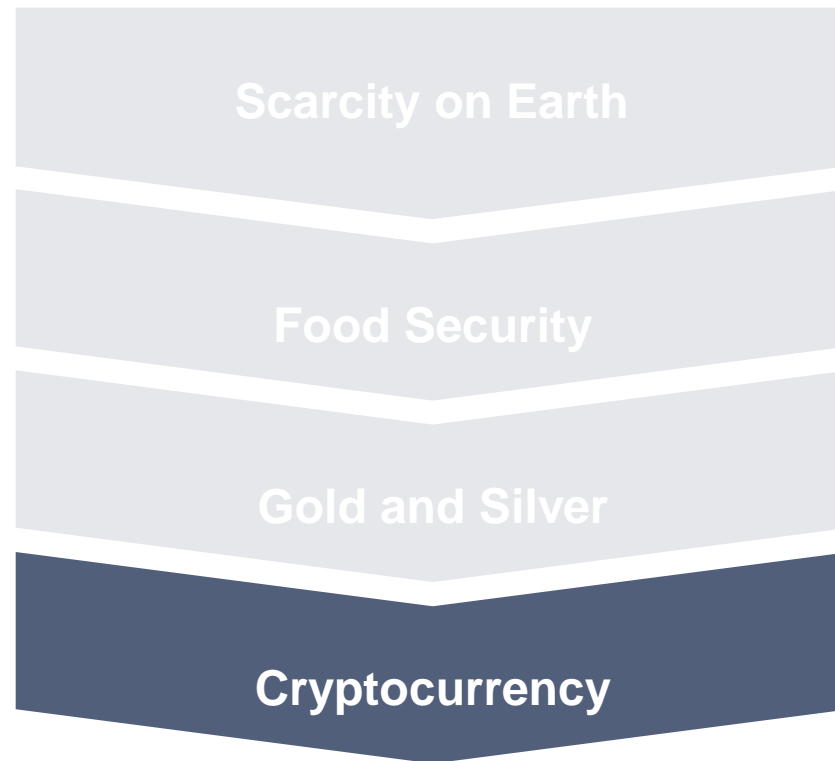 Scarcity on Earth
Food Security
Gold and Silver
Cryptocurrency